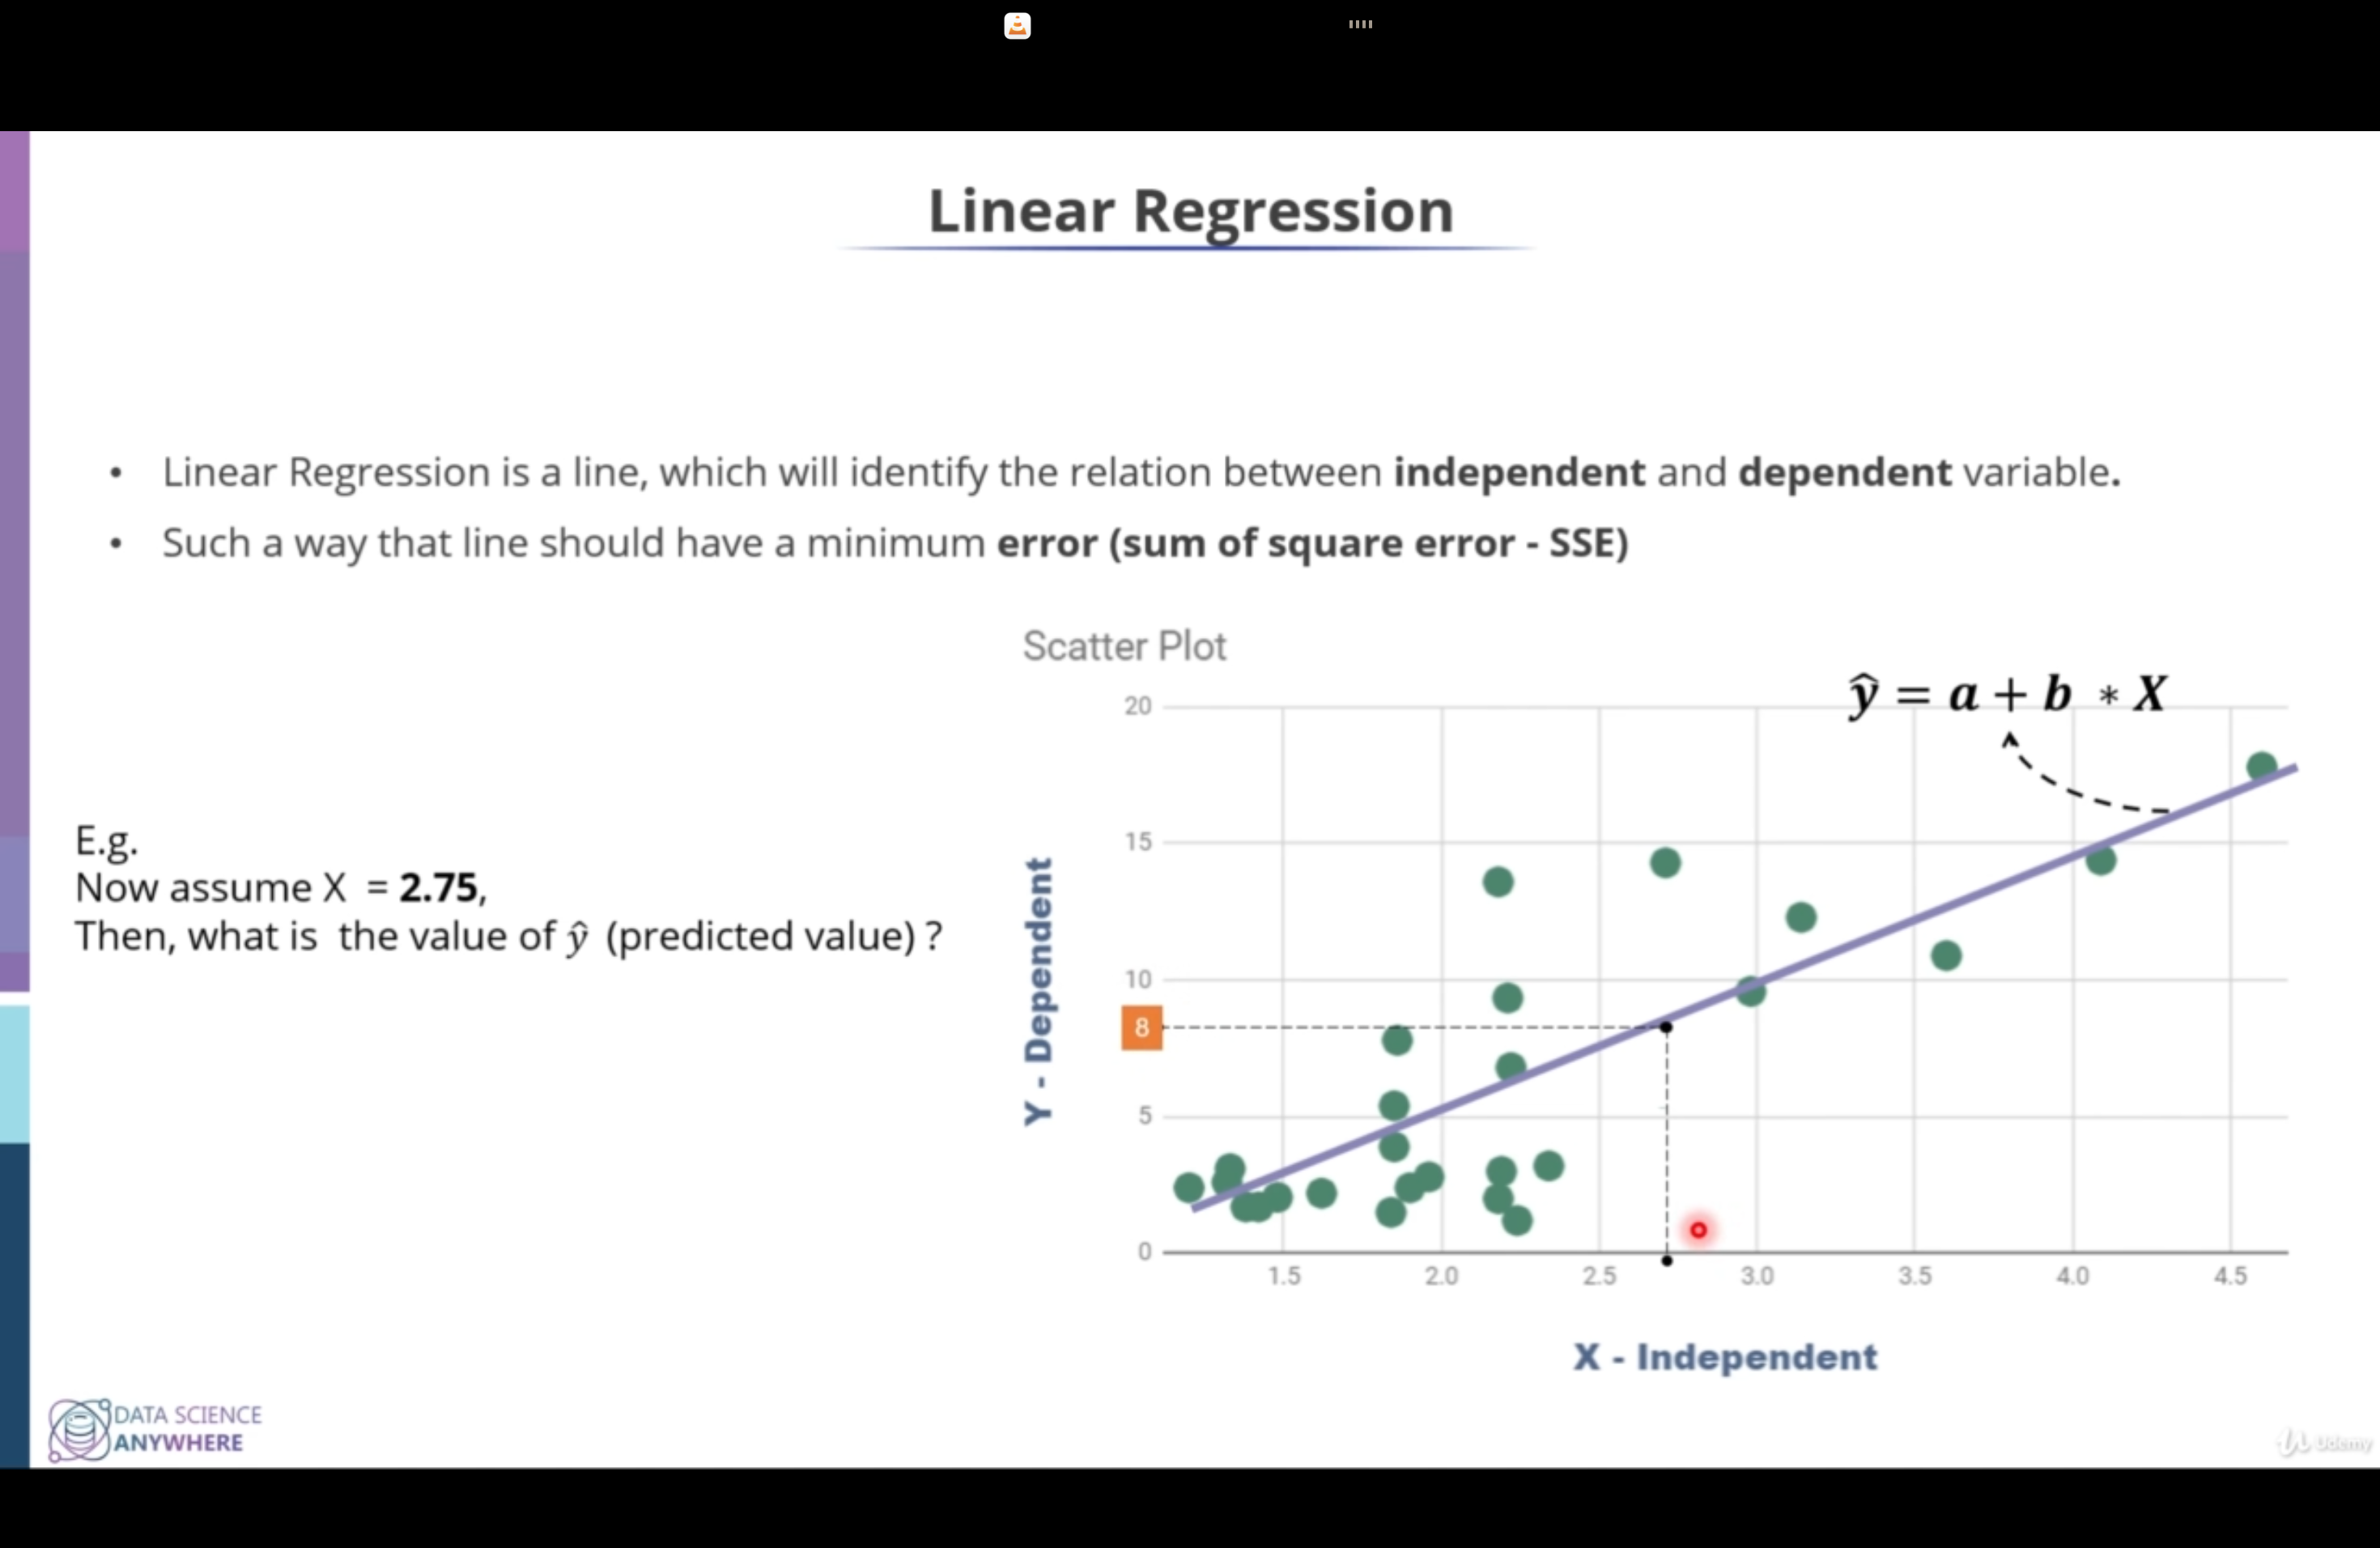 Linear Regression
• Linear Regression is a line, which will identify the relation between independent and dependent variable.
• Such a way that line should have a minimum error (sum of square error - SSE)
Scatter Plot
ŷ = a + b * X
E.g.
Now assume X = 2.75,
Then, what is the value of ŷ (predicted value) ?
Y - Dependent
20
15
10
8
5
0
1.5 2.0 2.5 3.0 3.5 4.0 4.5
X - Independent
DATA SCIENCE
ANYWHERE
Udemy